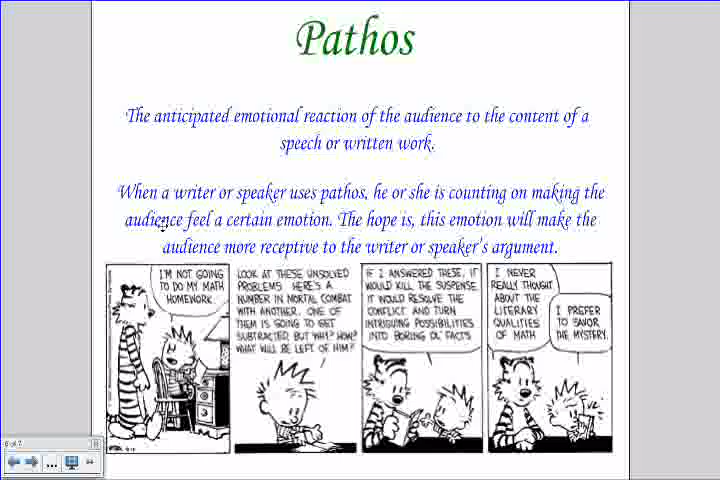 Pathos
The anticipated emotional reaction of the audience to the content of a
speech or written work.
When a writer or speaker uses pathos, he or she is counting on making the
audience feel a certain emotion. The hope is, this emotion will make the
audience more receptive to the writer or speaker's argument.
I'M NOT GOING
TO DO MY MATH
HOMEWORK.
LOOK AT THESE UNSOLVED
PROBLEMS. HERE'S A
NUMBER IN MORTAL COMBAT
WITH ANOTHER. ONE OF
THEM IS GOING TO GET
SUBTRACTED. BUT WHY? HOW?
WHAT WILL BE LEFT OF HIM?
IF I ANSWERED THESE, IT
WOULD KILL THE SUSPENSE.
IT WOULD RESOLVE THE
CONFLICT AND TURN
INTRIGUING POSSIBILITIES
INTO BORING OL' FACTS
I NEVER
REALLY THOUGHT
ABOUT THE
LITERARY
QUALITIES
OF MATH
I PREFER
TO SAVOR
THE MYSTERY.
6 of 7